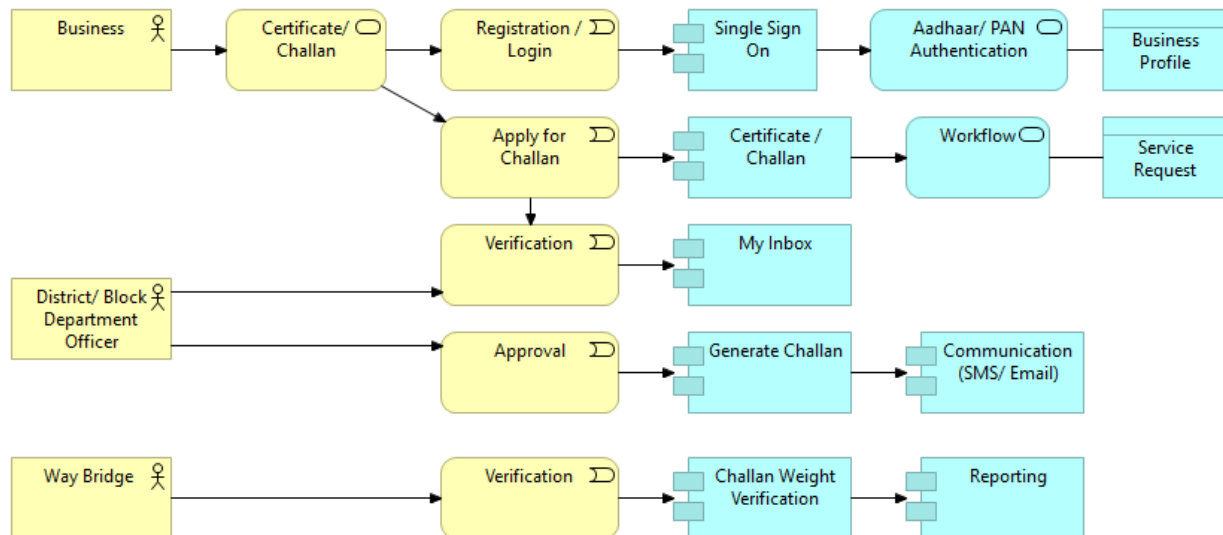 Business
Certificate/
Challan
Registration /
Login
Single Sign
On
Aadhaar/ PAN
Authentication
Business
Profile
Apply for
Challan
Certificate /
Challan
Workflow
Service
Request
Verification
My Inbox
District/ Block
Department
Officer
Approval
Generate Challan
Communication
(SMS/ Email)
Way Bridge
Verification
Challan Weight
Verification
Reporting